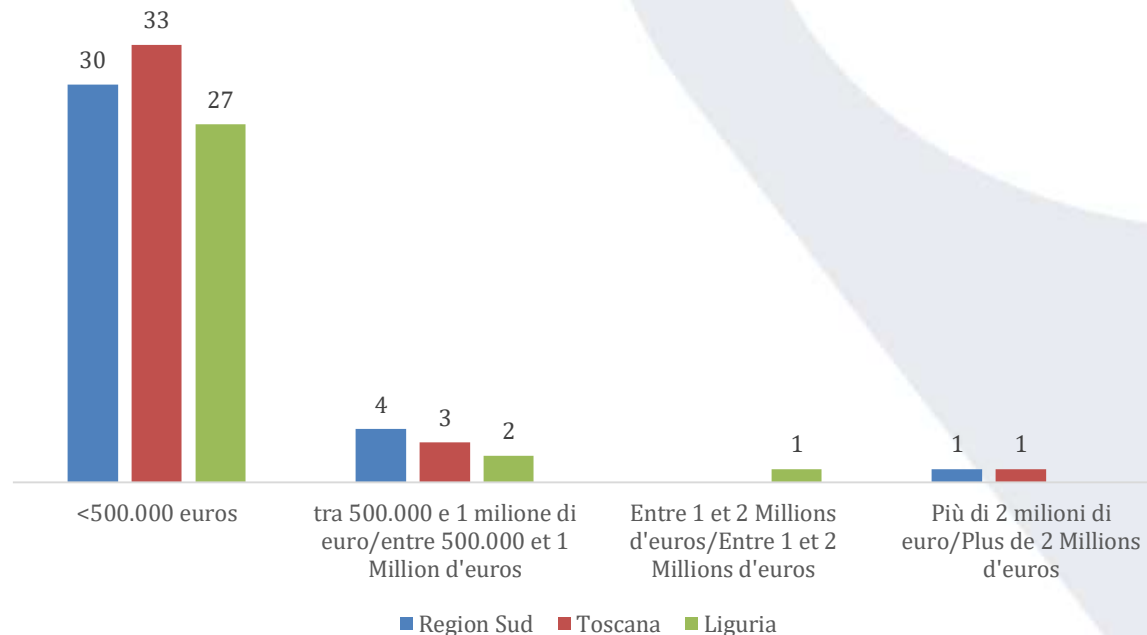 33
30
27
4
3
2
1
1
1
<500.000 euros
tra 500.000 e 1 milione di
euro/entre 500.000 et 1
Million d'euros
Entre 1 et 2 Millions
d'euros/Entre 1 et 2
Millions d'euros
Più di 2 milioni di
euro/Plus de 2 Millions
d'euros
Region Sud Toscana Liguria